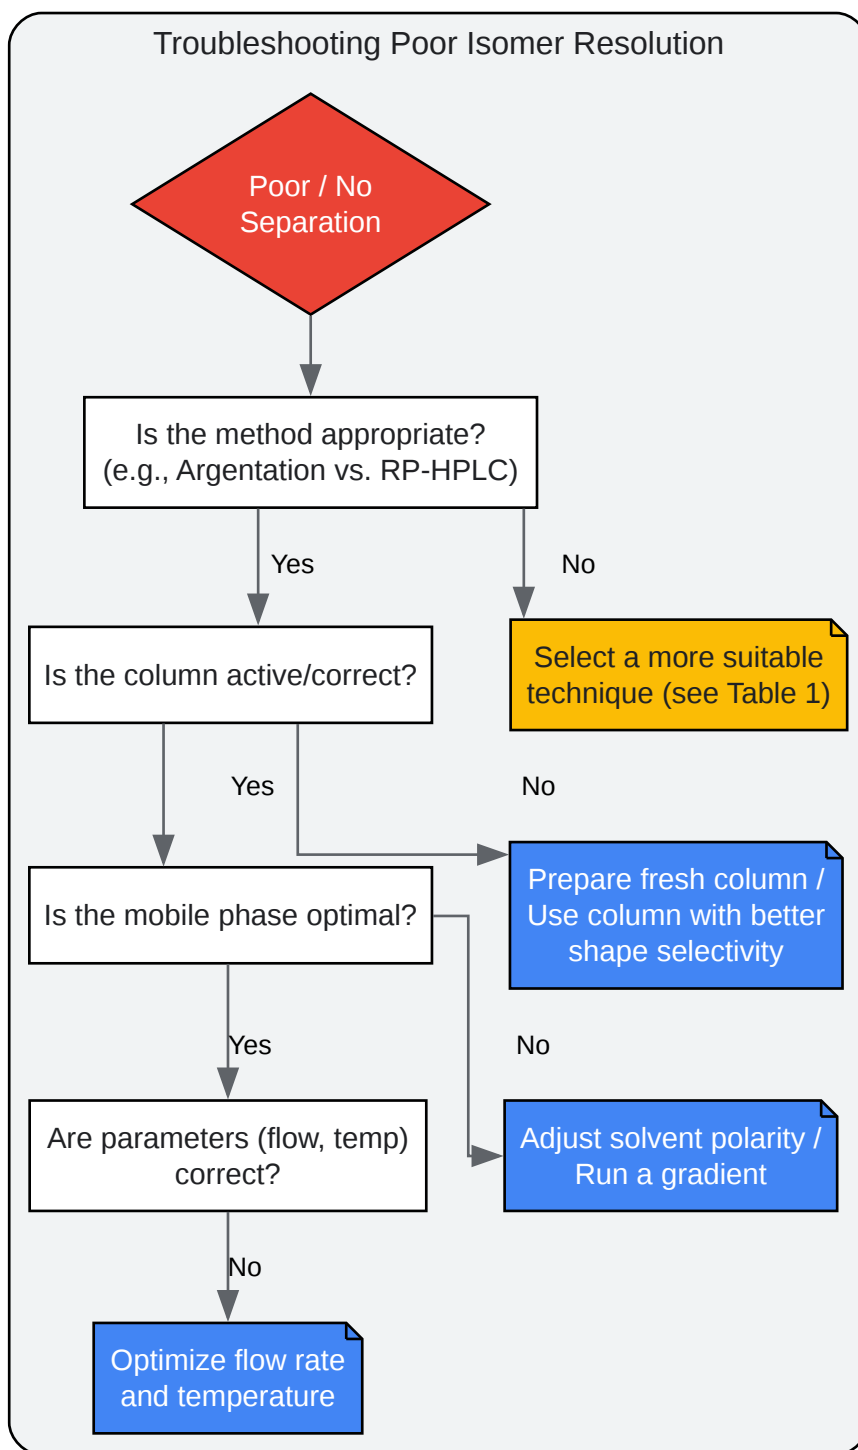 Troubleshooting Poor Isomer Resolution
Poor / No
Separation
Is the method appropriate?
(e.g., Argentation vs. RP-HPLC)
Yes
No
Is the column active/correct?
Select a more suitable
technique (see Table 1)
Yes
No
Is the mobile phase optimal?
Prepare fresh column /
Use column with better
shape selectivity
Yes
No
Are parameters (flow, temp)
correct?
Adjust solvent polarity /
Run a gradient
No
Optimize flow rate
and temperature